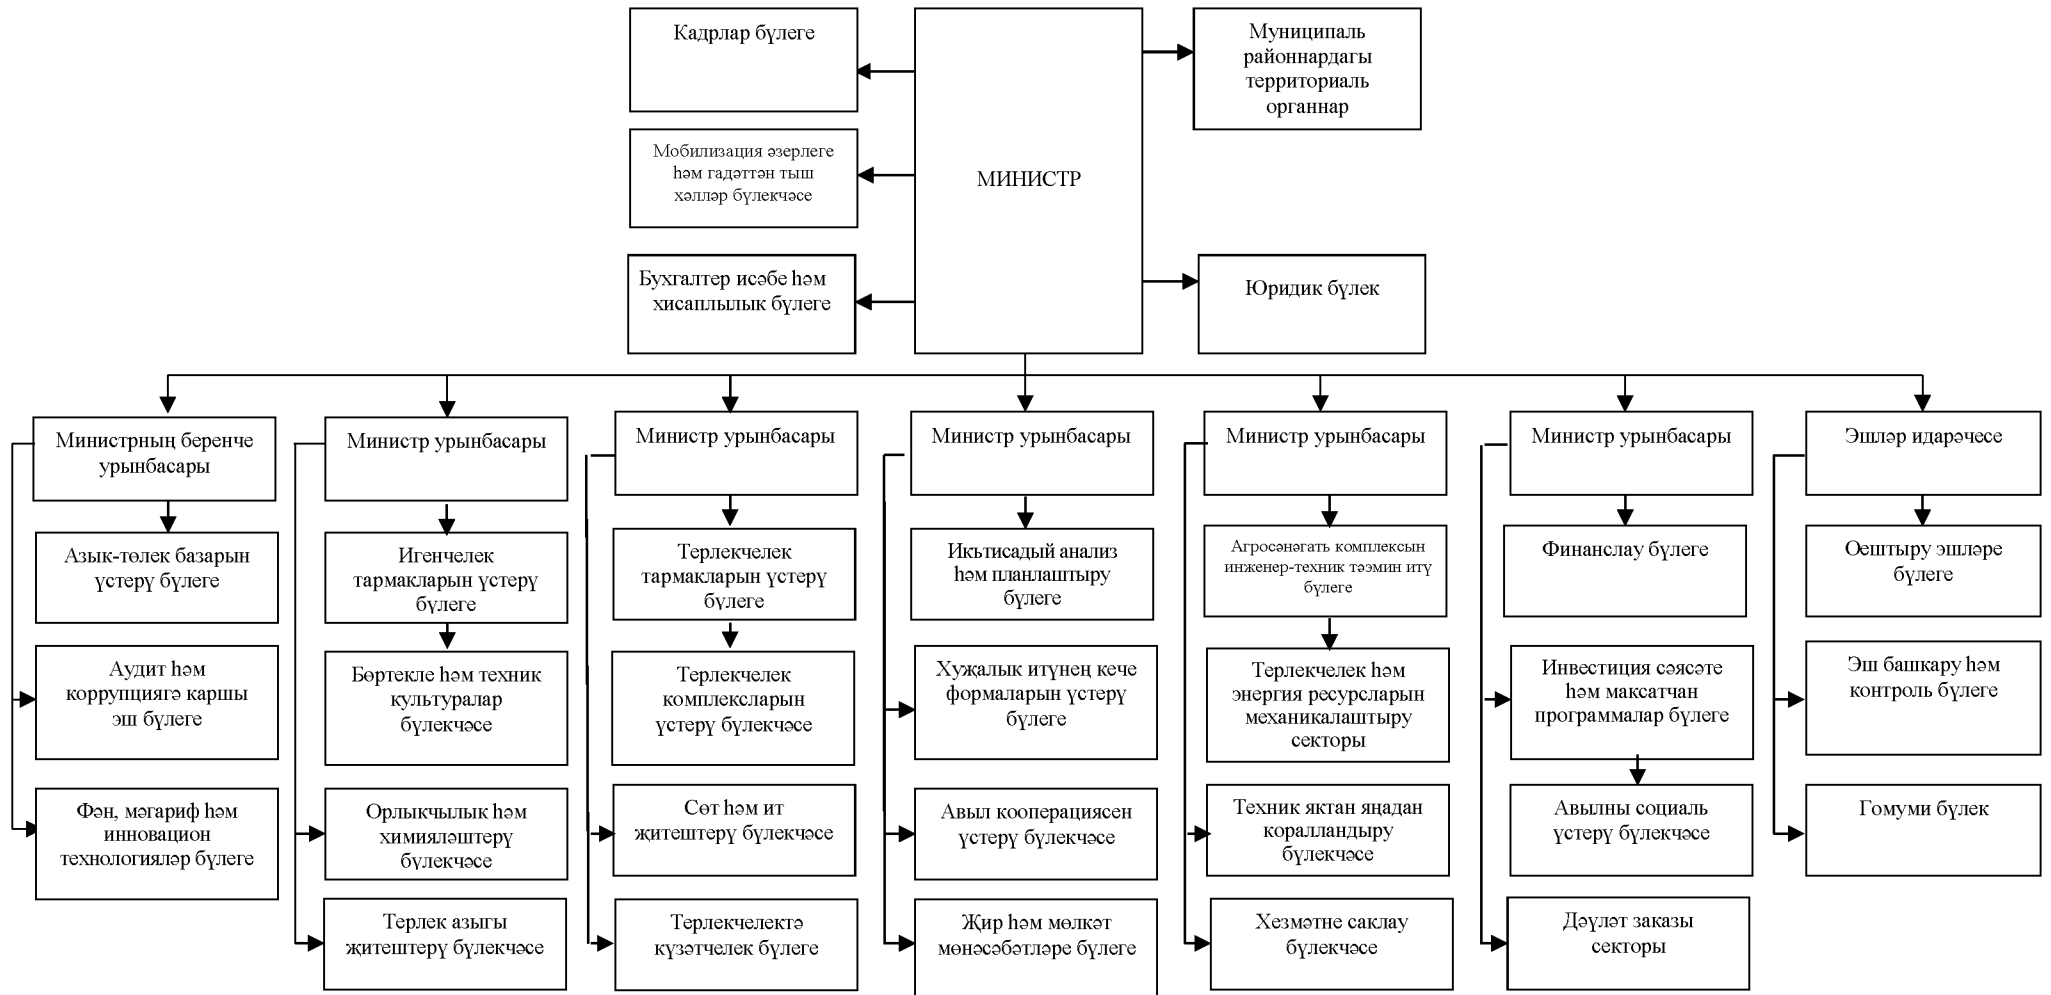 Кадрлар бүлеге
Муниципаль
районнардагы
территориаль
органнар
Мобилизация әзерлеге
һәм гадәттән тыш
хәлләр бүлекчәсе
МИНИСТР
Бухгалтер исәбе һәм
хисаплылык бүлеге
Юридик бүлек
Министрның беренче
урынбасары
Министр урынбасары
Министр урынбасары
Министр урынбасары
Министр урынбасары
Министр урынбасары
Эшләр идарәчесе
Азык-төлек базарын
үстерү бүлеге
Игенчелек
тармакларын үстерү
бүлеге
Терлекчелек
тармакларын үстерү
бүлеге
Икътисадый анализ
һәм планлаштыру
бүлеге
Агросәнәгать комплексын
инженер-техник тәэмин итү
бүлеге
Финанслау бүлеге
Оештыру эшләре
бүлеге
Аудит һәм
коррупциягә каршы
эш бүлеге
Бөртекле һәм техник
культуралар
бүлекчәсе
Терлекчелек
комплексларын
үстерү бүлекчәсе
Хуҗалык итүнең кече
формаларын үстерү
бүлеге
Терлекчелек һәм
энергия ресурсларын
механикалаштыру
секторы
Инвестиция сәясәте
һәм максатчан
программалар бүлеге
Эш башкару һәм
контроль бүлеге
Фән, мәгариф һәм
инновацион
технологияләр бүлеге
Орлыкчылык һәм
химияләштерү
бүлекчәсе
Сөт һәм ит
җитештерү бүлекчәсе
Авыл кооперациясен
үстерү бүлекчәсе
Техник яктан яңадан
коралландыру
бүлекчәсе
Авылны социаль
үстерү бүлекчәсе
Гомуми бүлек
Терлек азыгы
җитештерү бүлекчәсе
Терлекчелектә
күзәтчелек бүлеге
Җир һәм мөлкәт
мөнәсәбәтләре бүлеге
Хезмәтне саклау
бүлекчәсе
Дәүләт заказы
секторы